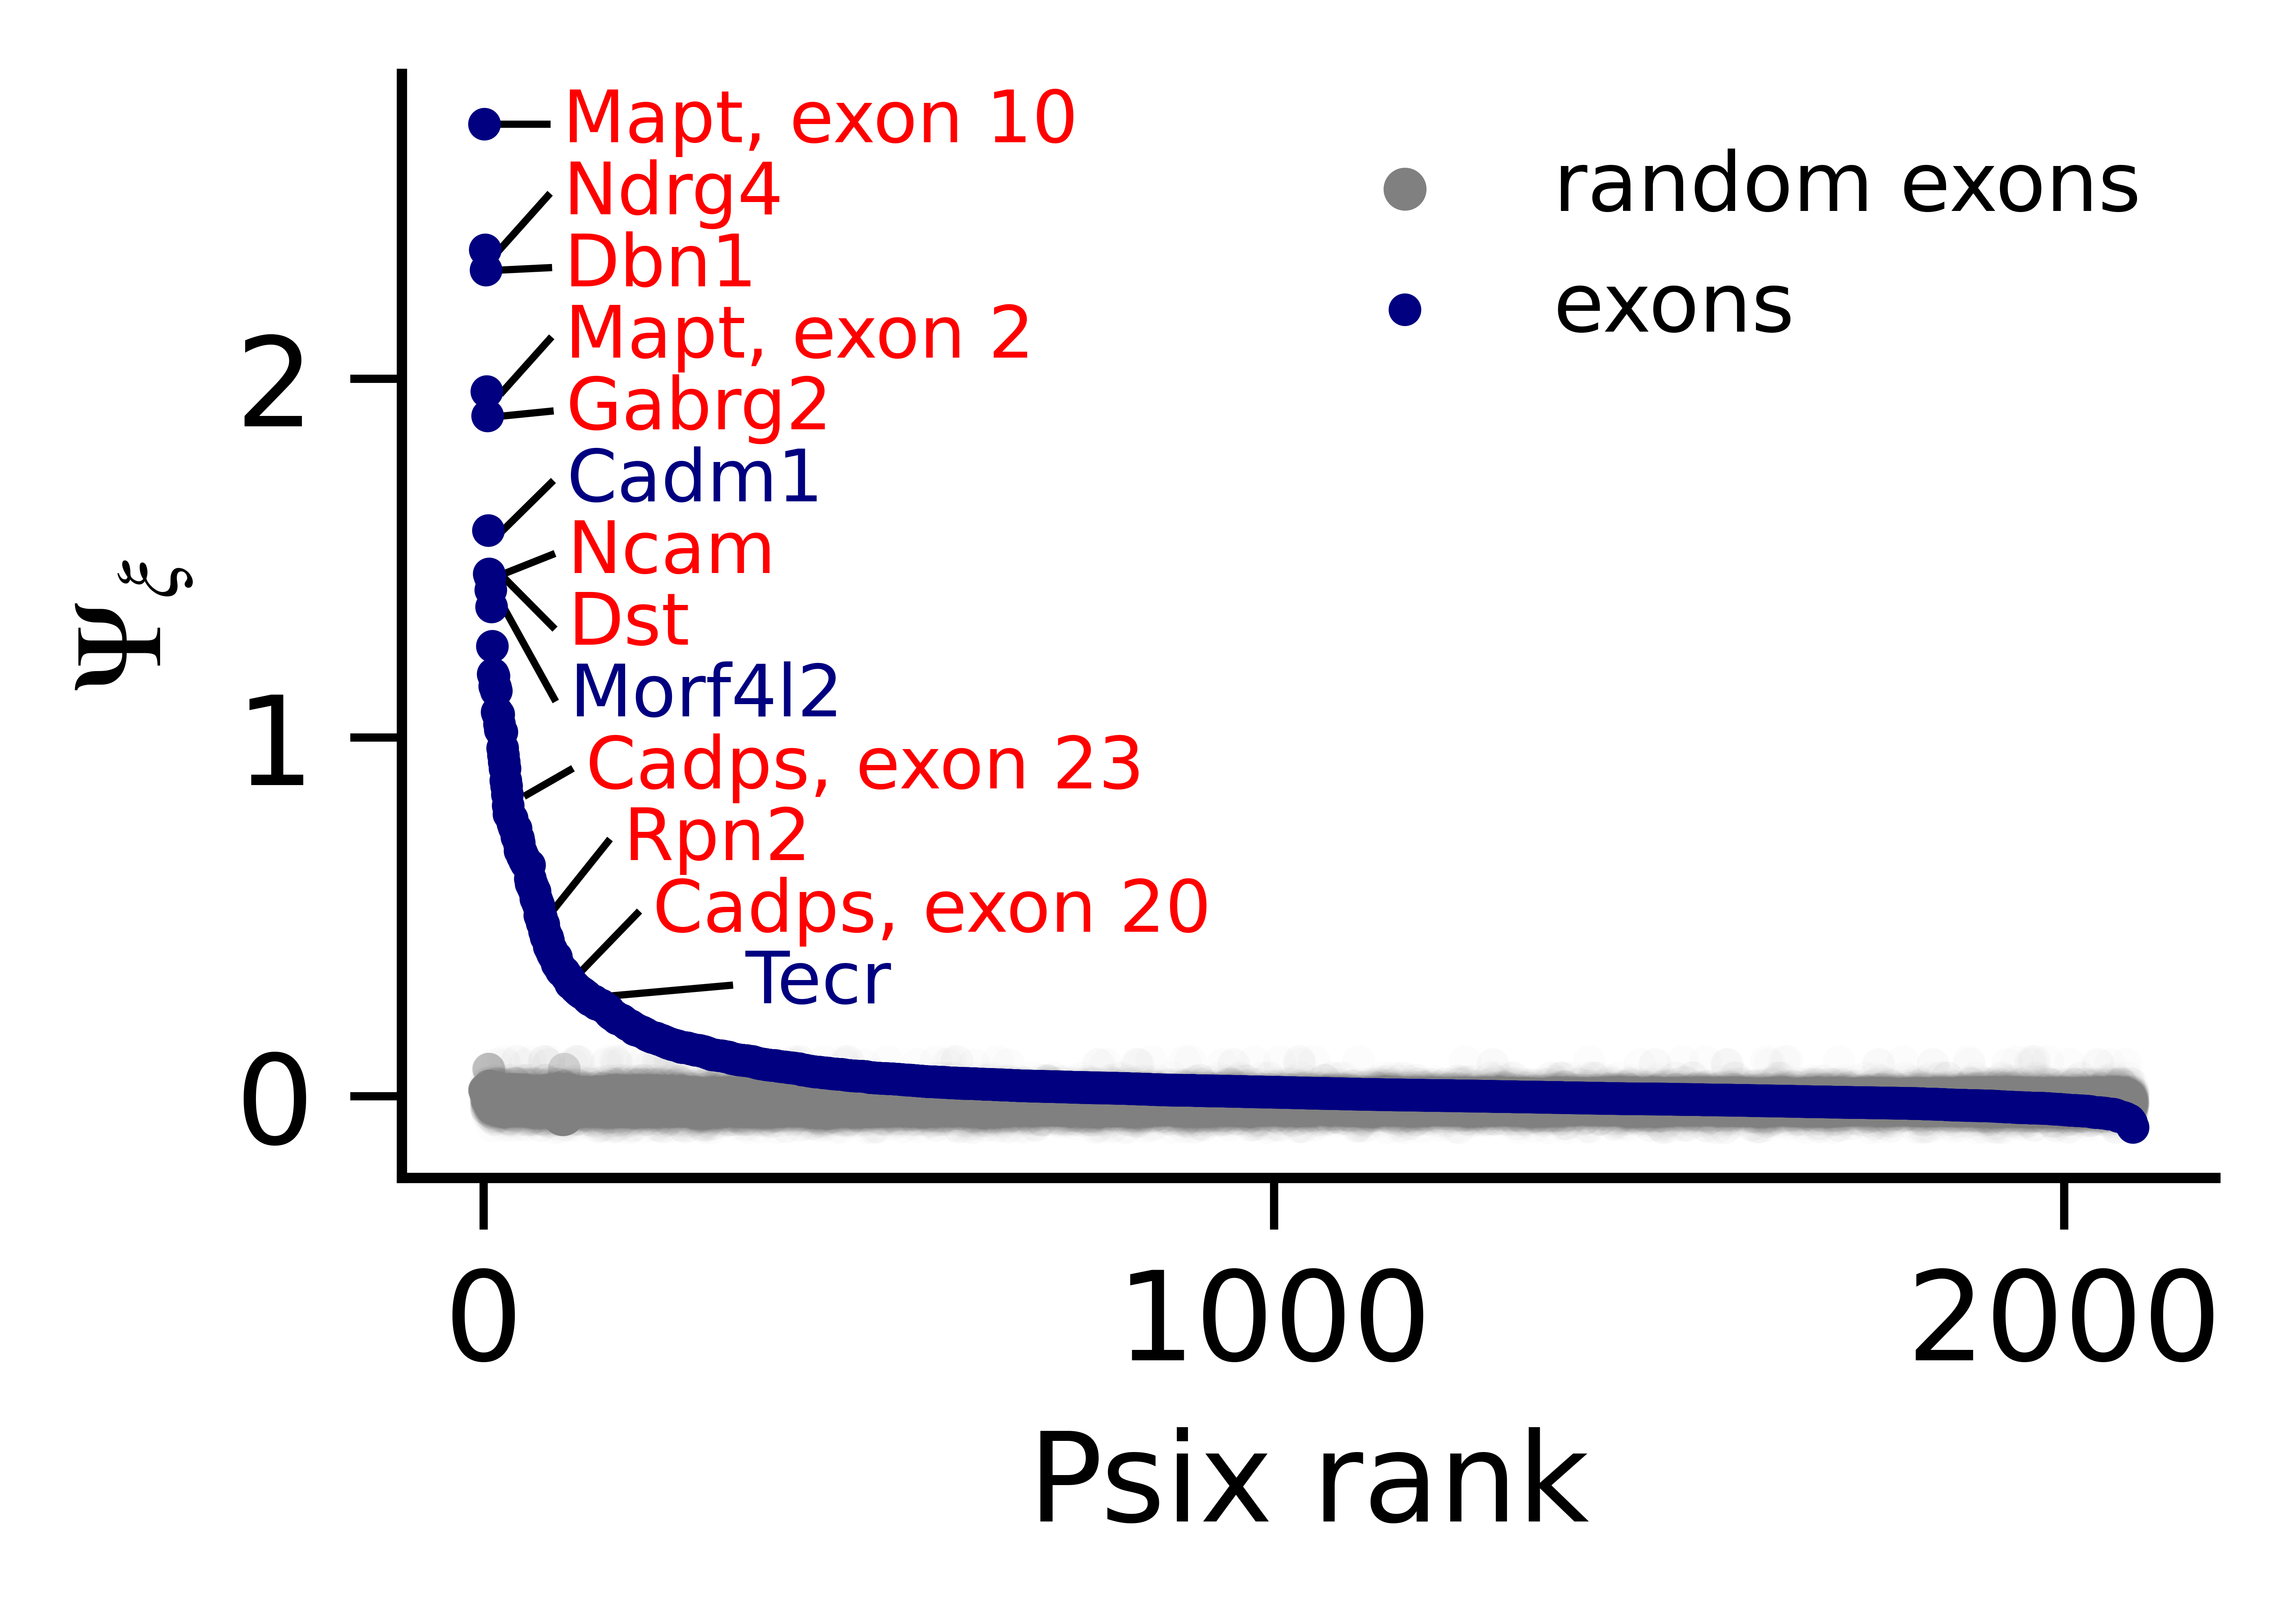 Mapt, exon 10
Ndrg4
Dbn1
Mapt, exon 2
Gabrg2
Cadm1
Ncam
Dst
Morf4l2
Cadps, exon 23
Rpn2
Cadps, exon 20
Tecr
random exons
exons
Ψξ
2
1
0
0 1000 2000
Psix rank